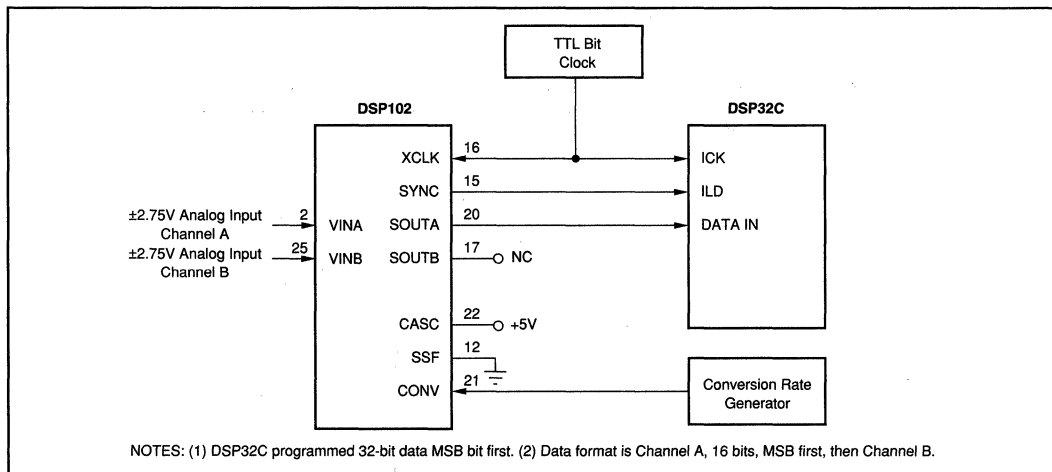 TTL Bit
Clock
DSP102
DSP32C
XCLK
16
ICK
SYNC
15
ILD
±2.75V Analog Input
Channel A
2
VINA
SOUTA
20
DATA IN
±2.75V Analog Input
Channel B
25
VINB
SOUTB
17
NC
CASC
22
+5V
SSF
12
CONV
21
Conversion Rate
Generator
NOTES: (1) DSP32C programmed 32-bit data MSB bit first. (2) Data format is Channel A, 16 bits, MSB first, then Channel B.